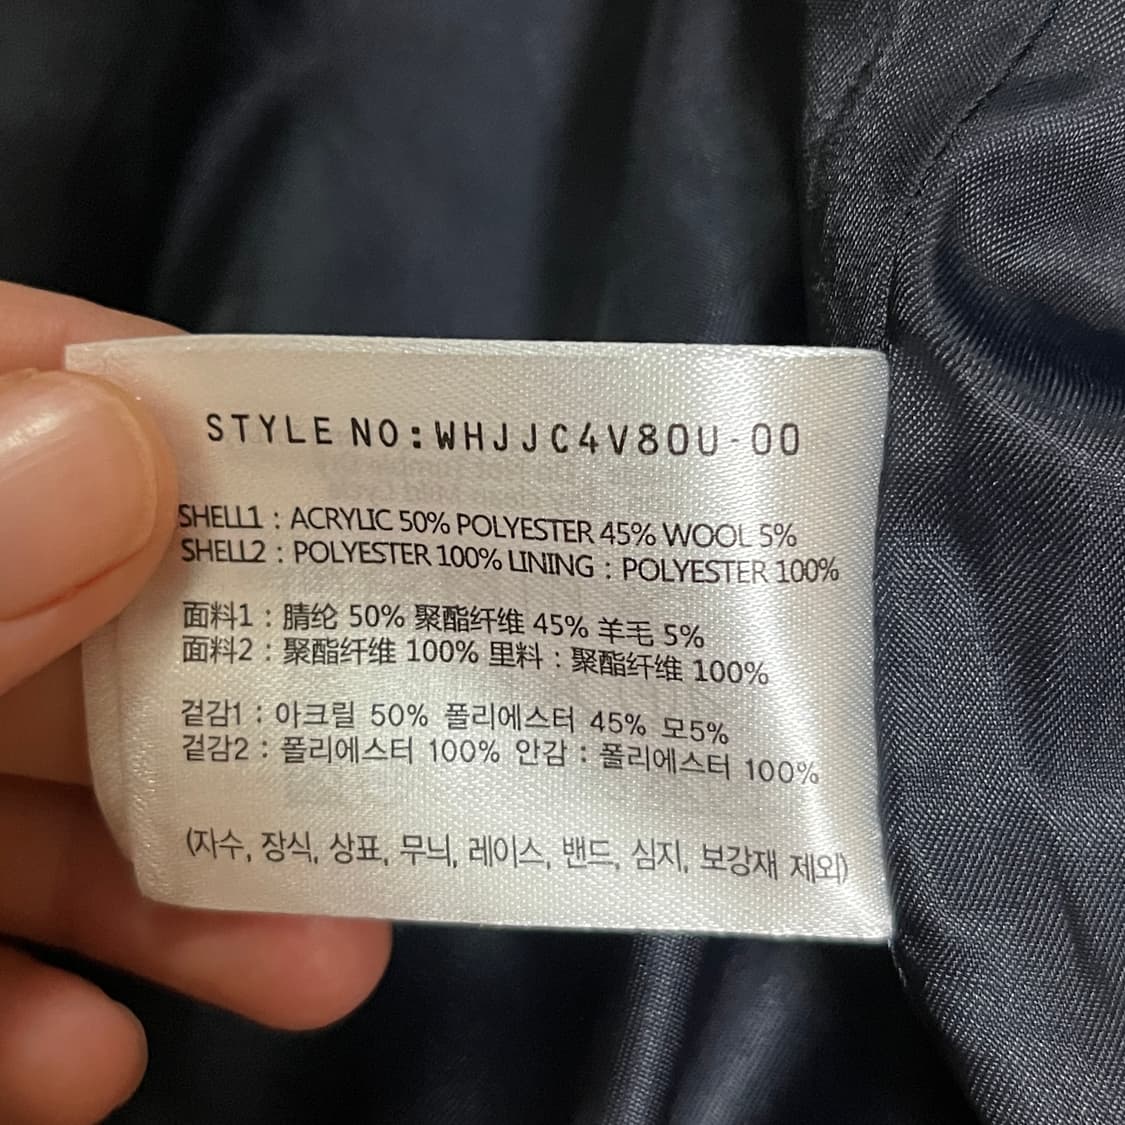 STYLE NO:WHJJC4V80U-00
SHELL1 : ACRYLIC 50% POLYESTER 45% WOOL 5%
SHELL2 : POLYESTER 100% LINING : POLYESTER 100%
面料1 : 腈纶 50% 聚酯纤维 45% 羊毛 5%
面料2 : 聚酯纤维 100% 里料 : 聚酯纤维 100%
겉감1 : 아크릴 50% 폴리에스터 45% 모5%
겉감2 : 폴리에스터 100% 안감 : 폴리에스터 100%
(자수, 장식, 상표, 무늬, 레이스, 밴드, 심지, 보강재 제외)